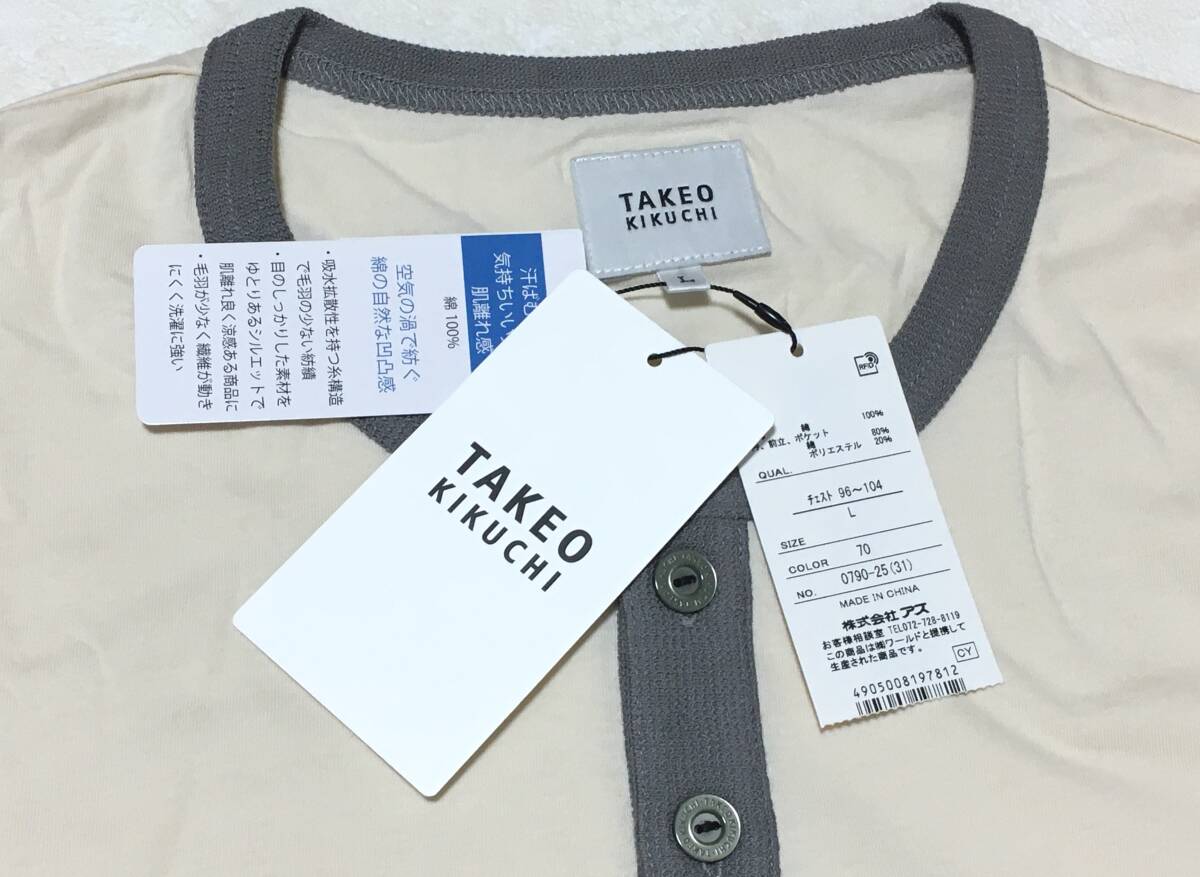 TAKEO
KIKUCHI
L
汗ばむ
気持ちいい
肌離れ感
綿100%
空気の渦で紡ぐ
綿の自然な凹凸感
・吸水拡散性を持つ糸構造
で毛羽の少ない紡績
・目のしっかりした素材を
ゆとりあるシルエットで
肌離れ良く涼感ある商品に
・毛羽が少なく繊維が動き
にくく洗濯に強い
TAKEO
KIKUCHI
RFID
綿 100%
前立、ポケット
綿 80%
ポリエステル 20%
QUAL.
チェスト 96〜104
L
SIZE
COLOR 70
NO. 0790-25(31)
MADE IN CHINA
株式会社アズ
お客様相談室 TEL072-728-8119
この商品は㈱ワールドと提携して
生産された商品です。
CY
4905008197812